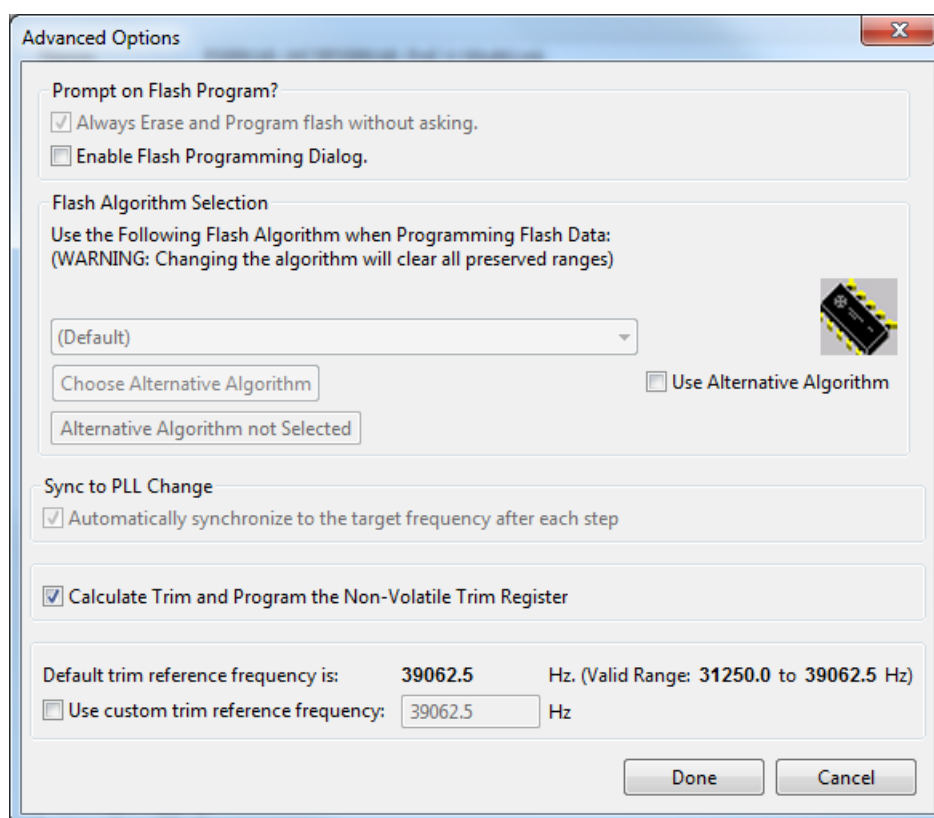 Advanced Options
Prompt on Flash Program?
Always Erase and Program flash without asking.
Enable Flash Programming Dialog.
Flash Algorithm Selection
Use the Following Flash Algorithm when Programming Flash Data:
(WARNING: Changing the algorithm will clear all preserved ranges)
(Default)
Choose Alternative Algorithm
Use Alternative Algorithm
Alternative Algorithm not Selected
Sync to PLL Change
Automatically synchronize to the target frequency after each step
Calculate Trim and Program the Non-Volatile Trim Register
Default trim reference frequency is: 39062.5 Hz. (Valid Range: 31250.0 to 39062.5 Hz)
Use custom trim reference frequency: 39062.5 Hz
Done Cancel